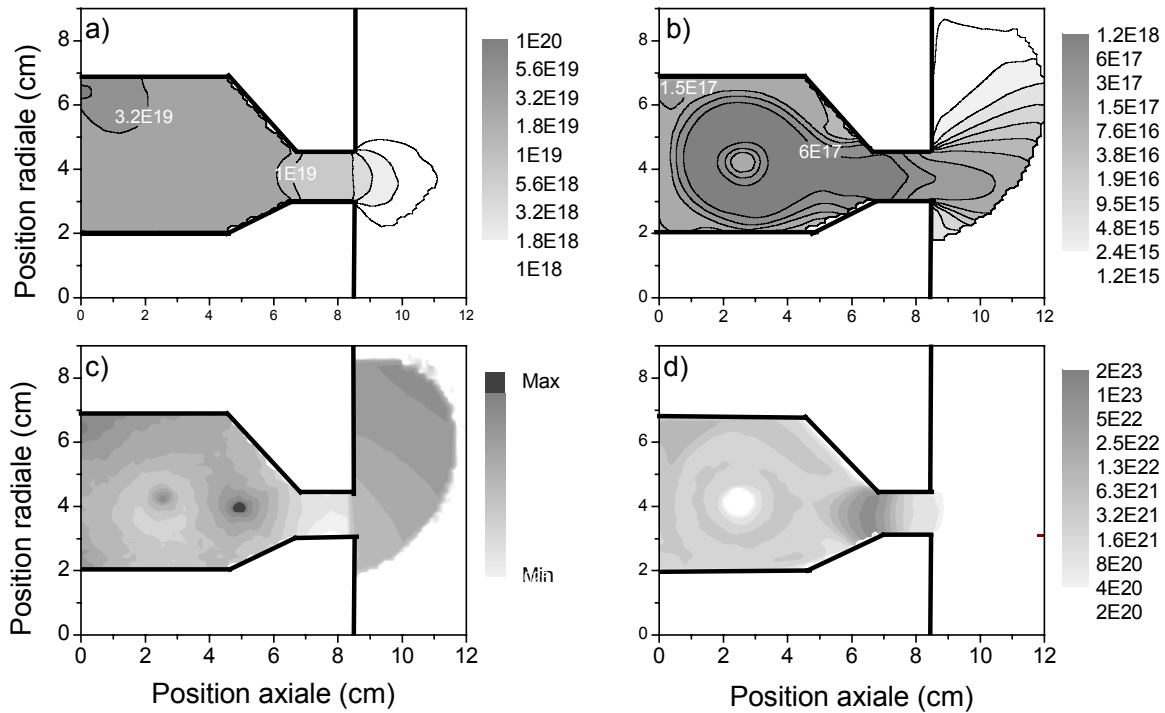 a)
Position radiale (cm)
8
6
4
2
0
3.2E19
1E19
0 2 4 6 8 10 12
1E20
5.6E19
3.2E19
1.8E19
1E19
5.6E18
3.2E18
1.8E18
1E18
b)
8
6
4
2
0
1.5E17
6E17
0 2 4 6 8 10 12
1.2E18
6E17
3E17
1.5E17
7.6E16
3.8E16
1.9E16
9.5E15
4.8E15
2.4E15
1.2E15
c)
Position radiale (cm)
8
6
4
2
0
0 2 4 6 8 10 12
Position axiale (cm)
Max
Min
d)
8
6
4
2
0
0 2 4 6 8 10 12
Position axiale (cm)
2E23
1E23
5E22
2.5E22
1.3E22
6.3E21
3.2E21
1.6E21
8E20
4E20
2E20